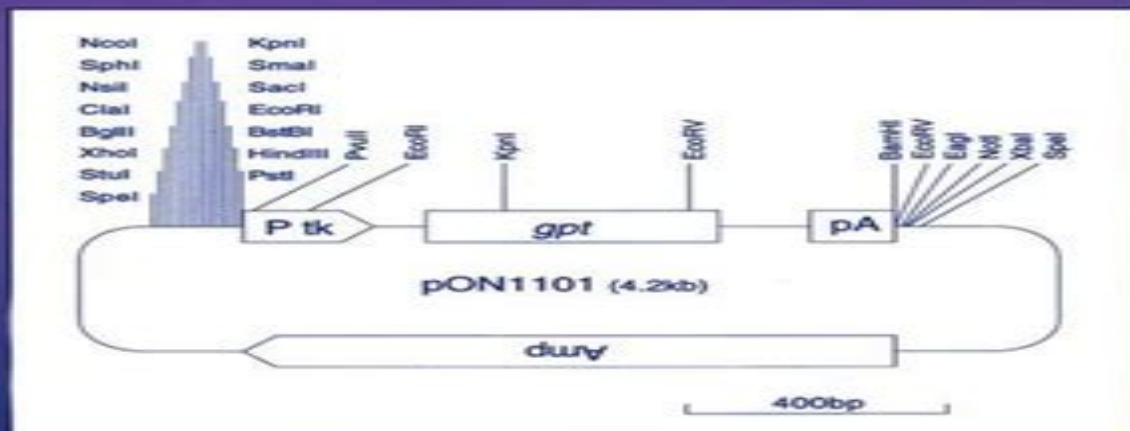 NcoI KpnI
SphI SmaI
NsiI SacI
ClaI EcoRI
BglII BstBI
XhoI HindIII
StuI PstI
SpeI
PvuII EcoRI KpnI EcoRV BamHI EcoRV EagI NotI XbaI SpeI
P tk gpt pA
pON1101 (4.2kb)
Amp
400bp